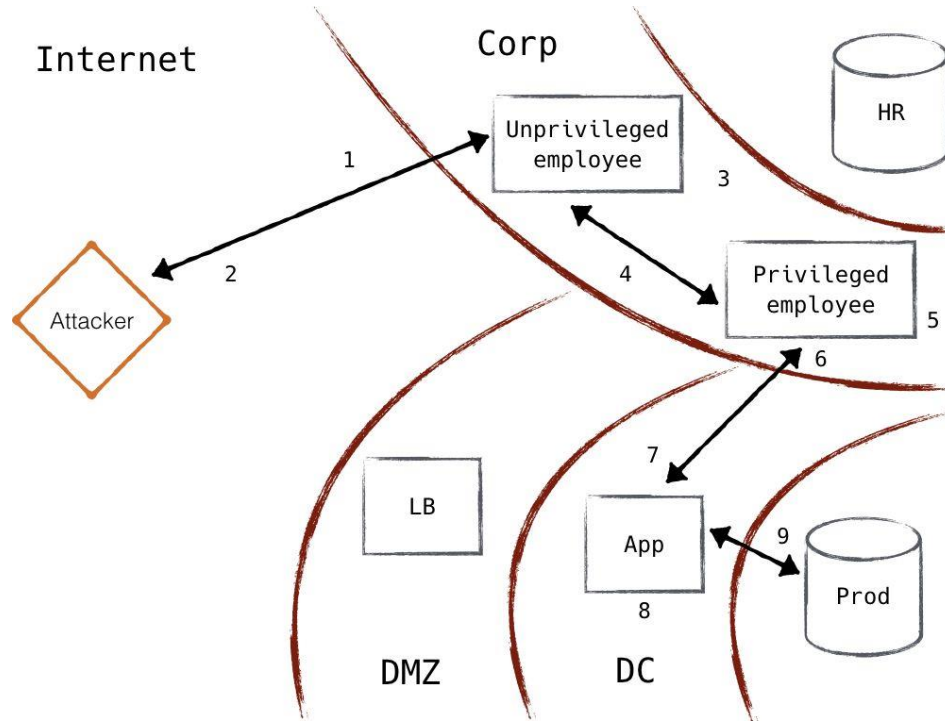 Internet
Corp
HR
Unprivileged
employee
1
3
2
4
Privileged
employee
5
Attacker
6
7
LB
App
9
Prod
8
DMZ
DC